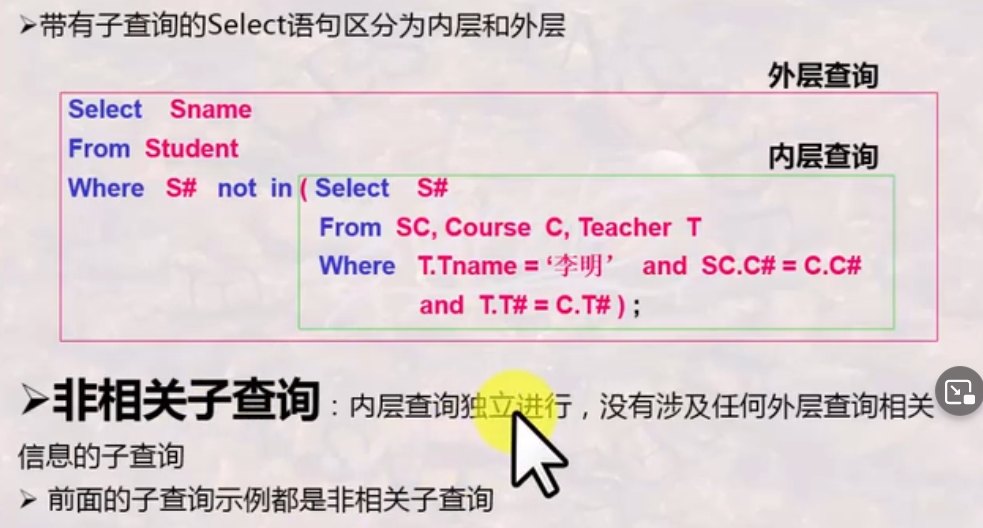 ➢带有子查询的Select语句区分为内层和外层
外层查询
Select Sname
From Student
内层查询
Where S# not in ( Select S#
From SC, Course C, Teacher T
Where T.Tname = ‘李明’ and SC.C# = C.C#
and T.T# = C.T# ) ;
➢非相关子查询：内层查询独立进行，没有涉及任何外层查询相关
信息的子查询
➢ 前面的子查询示例都是非相关子查询